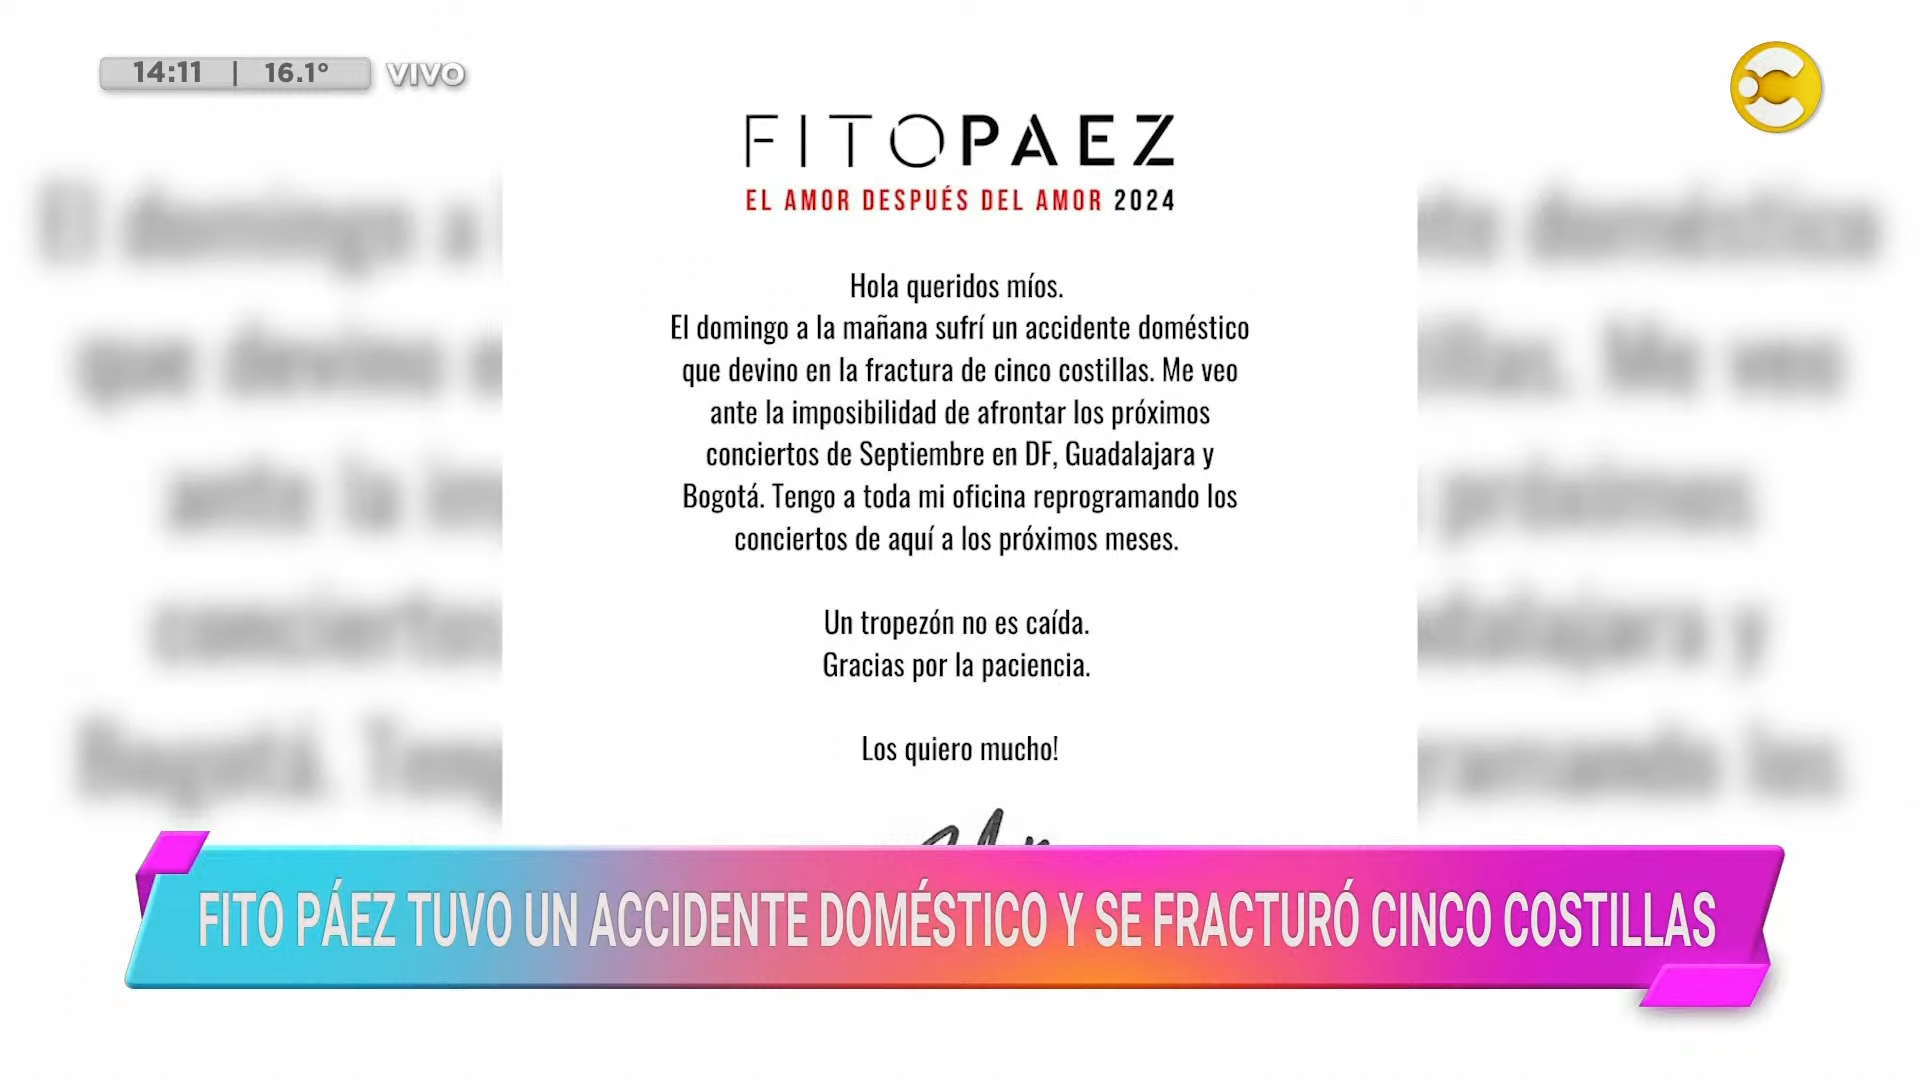 14:11 | 16.1° VIVO
FITOPAEZ
EL AMOR DESPUÉS DEL AMOR 2024
Hola queridos míos.
El domingo a la mañana sufrí un accidente doméstico
que devino en la fractura de cinco costillas. Me veo
ante la imposibilidad de afrontar los próximos
conciertos de Septiembre en DF, Guadalajara y
Bogotá. Tengo a toda mi oficina reprogramando los
conciertos de aquí a los próximos meses.
Un tropezón no es caída.
Gracias por la paciencia.
Los quiero mucho!
FITO PÁEZ TUVO UN ACCIDENTE DOMÉSTICO Y SE FRACTURÓ CINCO COSTILLAS